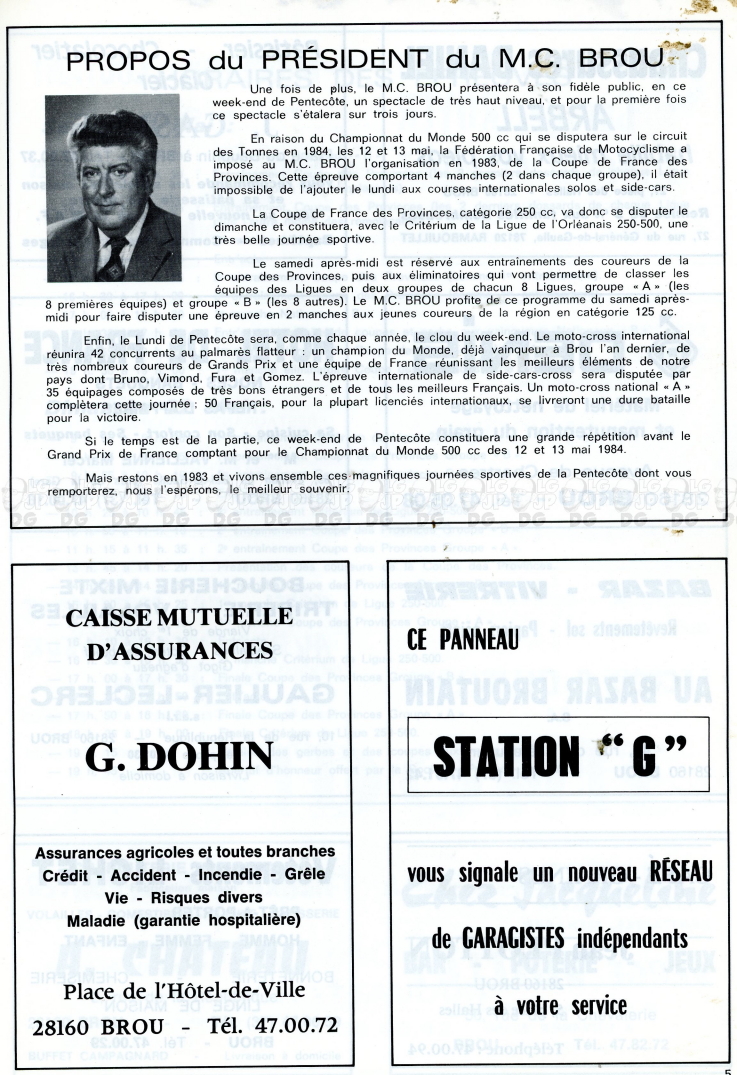 PROPOS du PRÉSIDENT du M.C. BROU
Une fois de plus, le M.C. BROU présentera à son fidèle public, en ce
week-end de Pentecôte, un spectacle de très haut niveau, et pour la première fois
ce spectacle s'étalera sur trois jours.
En raison du Championnat du Monde 500 cc qui se disputera sur le circuit
des Tonnes en 1984, les 12 et 13 mai, la Fédération Française de Motocyclisme a
imposé au M.C. BROU l'organisation en 1983, de la Coupe de France des
Provinces. Cette épreuve comportant 4 manches (2 dans chaque groupe), il était
impossible de l'ajouter le lundi aux courses internationales solos et side-cars.
La Coupe de France des Provinces, catégorie 250 cc, va donc se disputer le
dimanche et constituera, avec le Critérium de la Ligue de l'Orléanais 250-500, une
très belle journée sportive.
Le samedi après-midi est réservé aux entraînements des coureurs de la
Coupe des Provinces, puis aux éliminatoires qui vont permettre de classer les
équipes des Ligues en deux groupes de chacun 8 Ligues, groupe « A » (les
8 premières équipes) et groupe « B » (les 8 autres). Le M.C. BROU profite de ce programme du samedi après-
midi pour faire disputer une épreuve en 2 manches aux jeunes coureurs de la région en catégorie 125 cc.
Enfin, le Lundi de Pentecôte sera, comme chaque année, le clou du week-end. Le moto-cross international
réunira 42 concurrents au palmarès flatteur : un champion du Monde, déjà vainqueur à Brou l'an dernier, de
très nombreux coureurs de Grands Prix et une équipe de France réunissant les meilleurs éléments de notre
pays dont Bruno, Vimond, Fura et Gomez. L'épreuve internationale de side-cars-cross sera disputée par
35 équipages composés de très bons étrangers et de tous les meilleurs Français. Un moto-cross national « A »
complètera cette journée ; 50 Français, pour la plupart licenciés internationaux, se livreront une dure bataille
pour la victoire.
Si le temps est de la partie, ce week-end de Pentecôte constituera une grande répétition avant le
Grand Prix de France comptant pour le Championnat du Monde 500 cc des 12 et 13 mai 1984.
Mais restons en 1983 et vivons ensemble ces magnifiques journées sportives de la Pentecôte dont vous
remporterez, nous l'espérons, le meilleur souvenir.
CAISSE MUTUELLE
D'ASSURANCES
G. DOHIN
Assurances agricoles et toutes branches
Crédit - Accident - Incendie - Grêle
Vie - Risques divers
Maladie (garantie hospitalière)
Place de l'Hôtel-de-Ville
28160 BROU - Tél. 47.00.72
CE PANNEAU
STATION "G"
vous signale un nouveau RÉSEAU
de GARAGISTES indépendants
à votre service
5